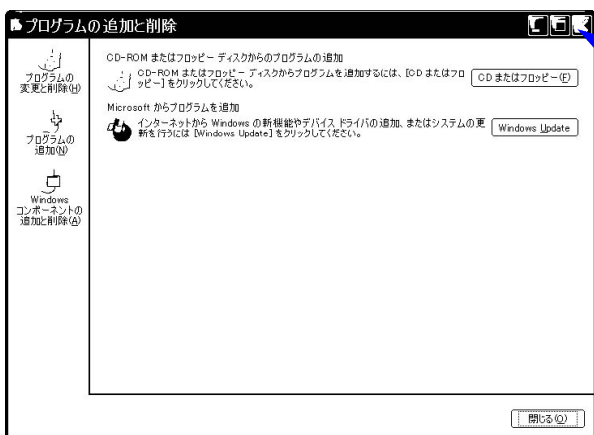 プログラムの追加と削除
プログラムの
変更と削除(H)
プログラムの
追加(N)
Windows
コンポーネントの
追加と削除(A)
CD-ROM またはフロッピー ディスクからのプログラムの追加
CD-ROM またはフロッピー ディスクからプログラムを追加するには、[CD またはフロ
ッピー] をクリックしてください。
CD またはフロッピー(F)
Microsoft からプログラムを追加
インターネットから Windows の新機能やデバイス ドライバの追加、またはシステムの更
新を行うには [Windows Update] をクリックしてください。
Windows Update
閉じる(O)